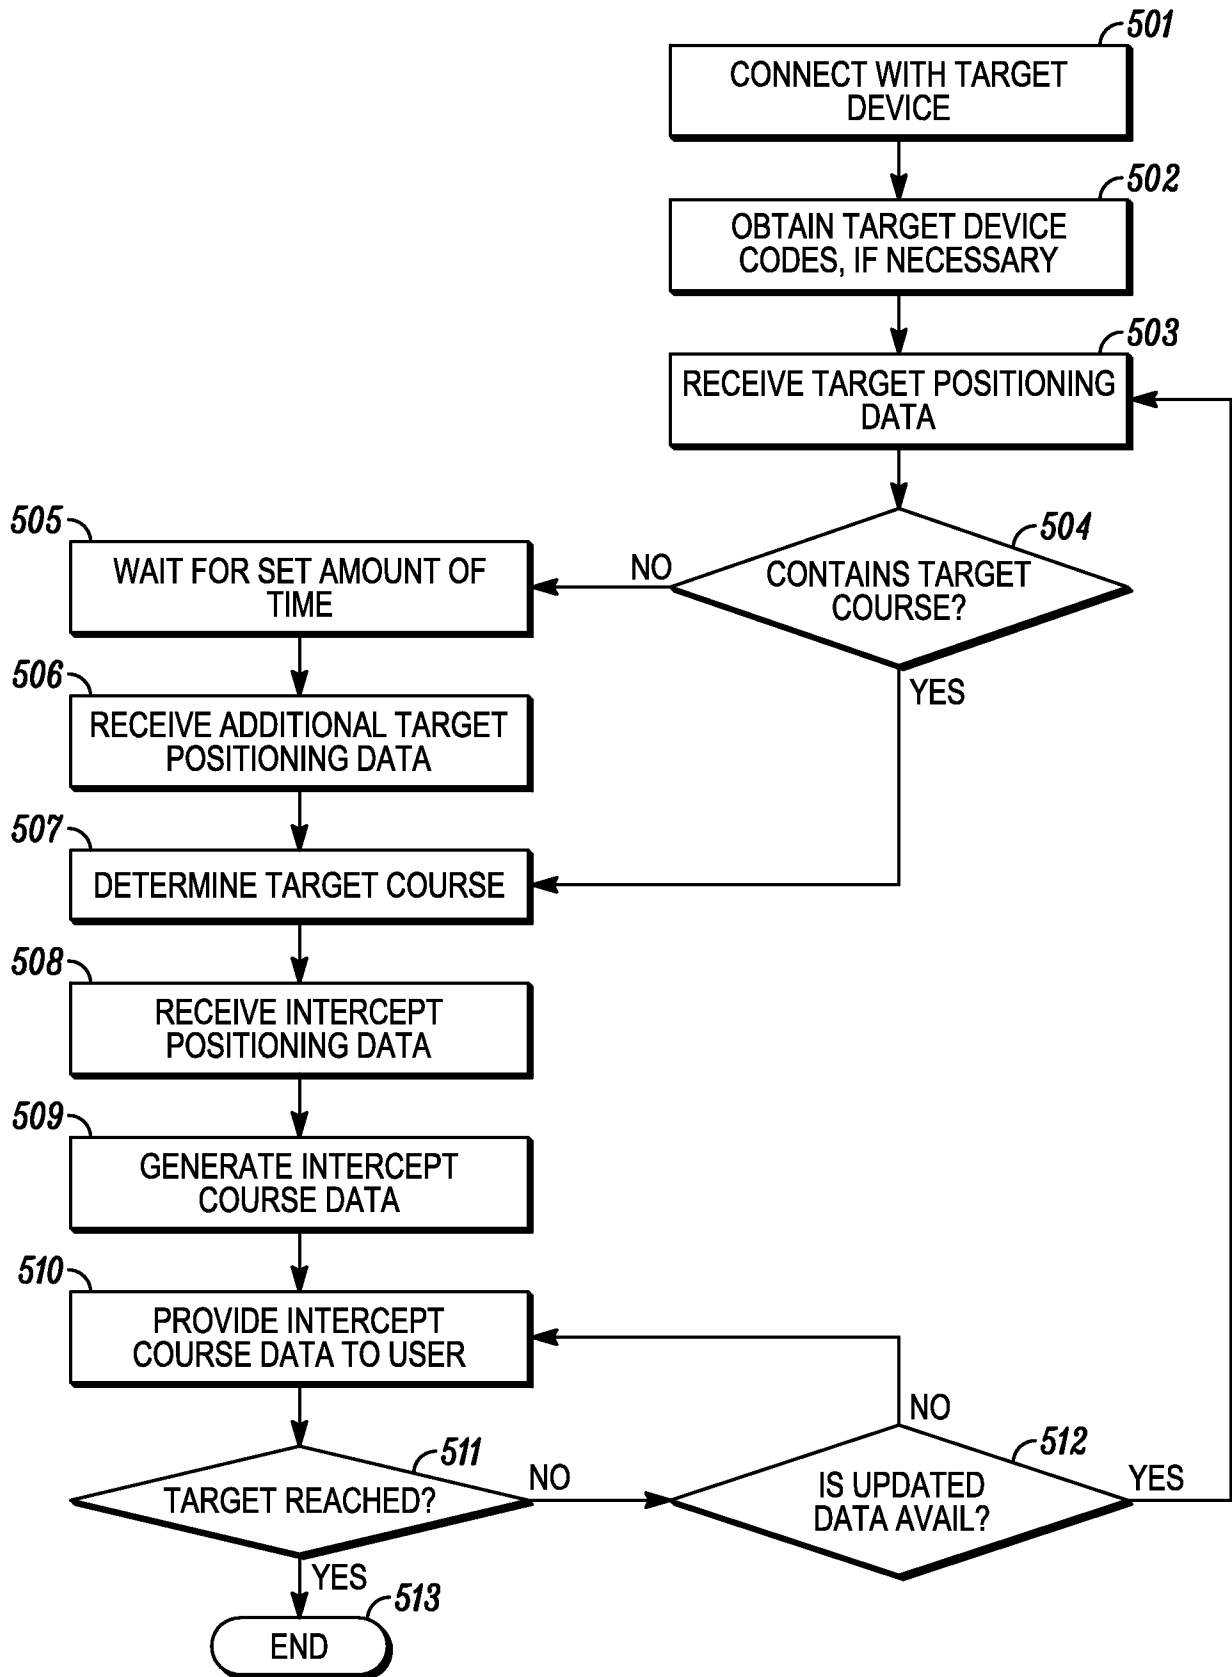 501
CONNECT WITH TARGET
DEVICE
502
OBTAIN TARGET DEVICE
CODES, IF NECESSARY
503
RECEIVE TARGET POSITIONING
DATA
504
CONTAINS TARGET
COURSE?
NO
YES
505
WAIT FOR SET AMOUNT OF
TIME
506
RECEIVE ADDITIONAL TARGET
POSITIONING DATA
507
DETERMINE TARGET COURSE
508
RECEIVE INTERCEPT
POSITIONING DATA
509
GENERATE INTERCEPT
COURSE DATA
510
PROVIDE INTERCEPT
COURSE DATA TO USER
511
TARGET REACHED?
NO
YES
512
IS UPDATED
DATA AVAIL?
NO
YES
513
END